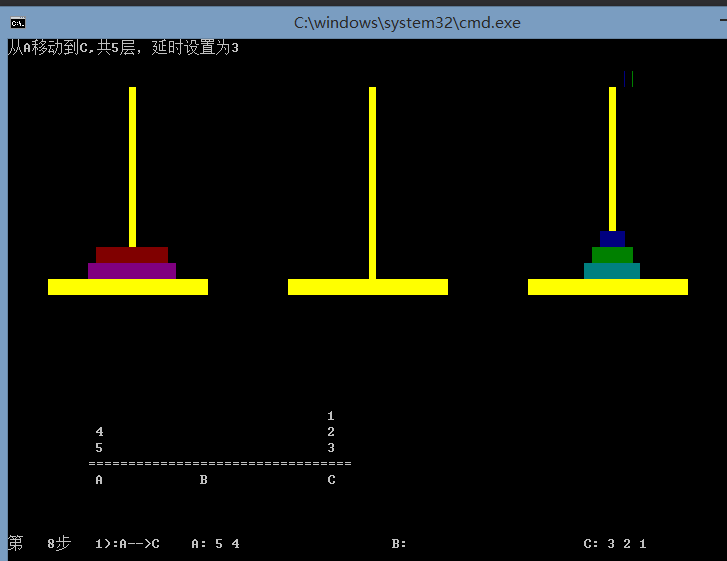 C:\windows\system32\cmd.exe
从A移动到C,共5层，延时设置为3
1
4 2
5 3
=================================
A B C
第 8步 1>:A-->C A: 5 4 B: C: 3 2 1